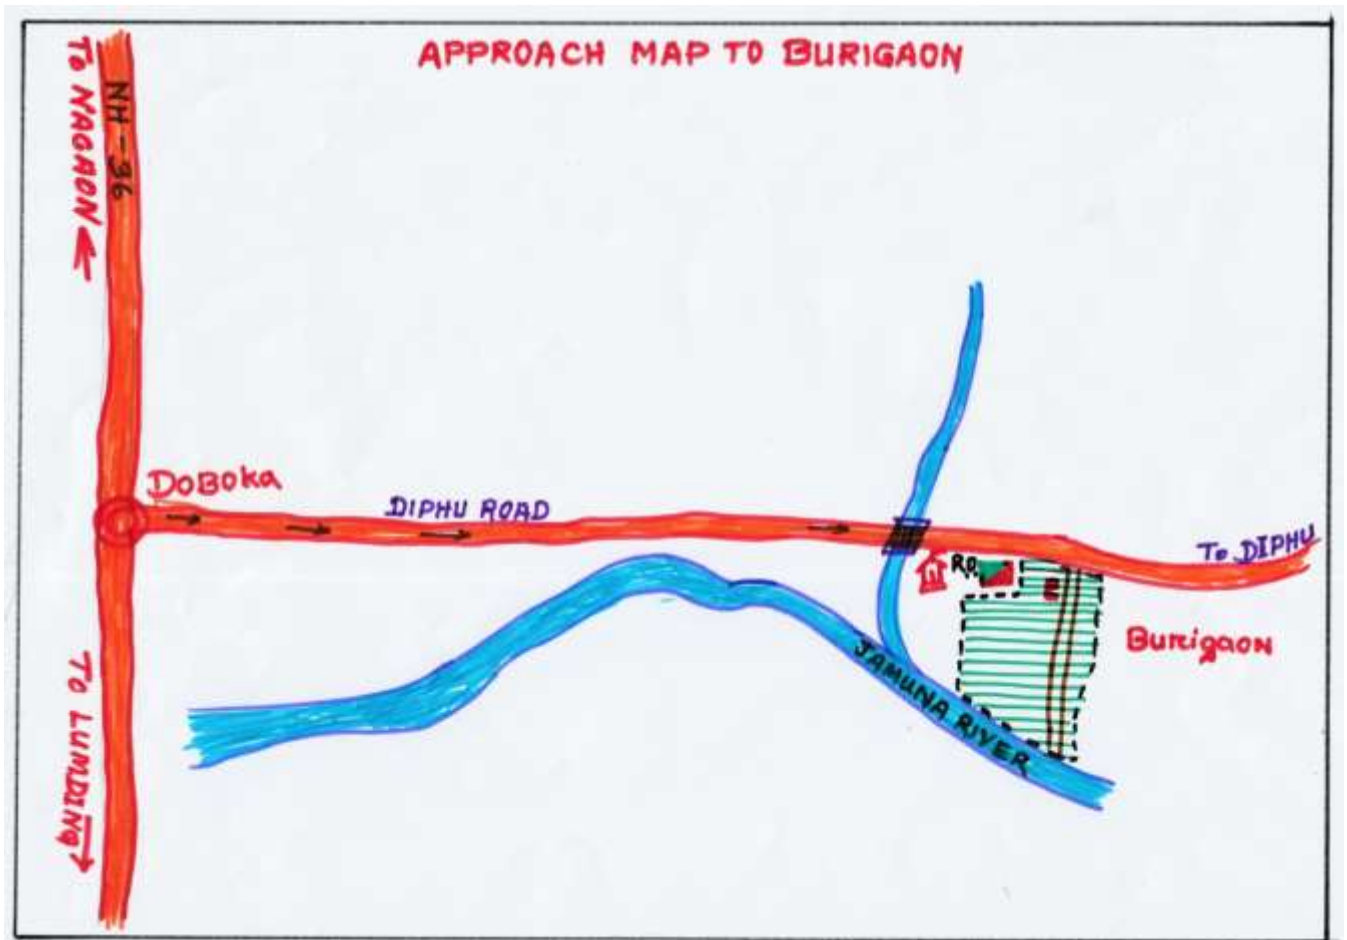 APPROACH MAP TO BURIGAON
To NAGAON
NH-36
DOBOKa
DIPHU ROAD
To DIPHU
R.P.
Burigaon
JAMUNA RIVER
TO LUMDING